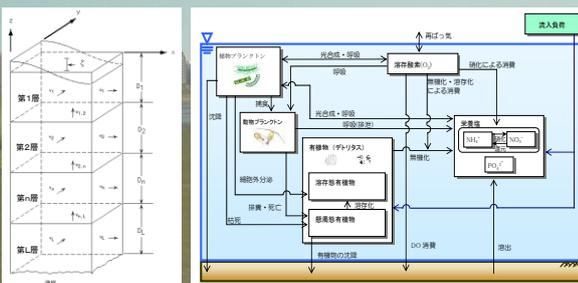 z
y
x
ζ
第1層
第2層
第n層
第L層
D₁
D₂
Dₙ
D_L
流入負荷
再ばっ気
植物プランクトン
光合成・呼吸
溶存酸素(O₂)
硝化による消費
呼吸
無機化・溶存化
による消費
沈降
捕食
光合成・呼吸
動物プランクトン
呼吸(排泄)
栄養塩
NH₄⁺
硝化
NO₃⁻
PO₄³⁻
有機物 (デトリタス)
無機化
細胞外分泌
溶存態有機物
排糞・死亡
溶存化
懸濁態有機物
枯死
有機物の沈降
DO 消費
溶出